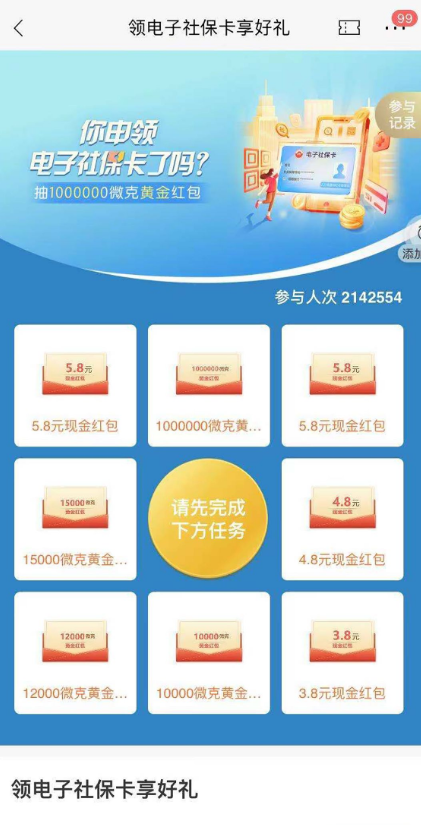 领电子社保卡享好礼
99
参与
记录
你申领
电子社保卡了吗?
抽1000000微克黄金红包
电子社保卡
添加
参与人次 2142554
5.8元
现金红包
5.8元现金红包
1000000微克
现金红包
1000000微克黄…
5.8元
现金红包
5.8元现金红包
15000微克
现金红包
15000微克黄金…
请先完成
下方任务
4.8元
现金红包
4.8元现金红包
12000微克
现金红包
12000微克黄金…
10000微克
现金红包
10000微克黄金…
3.8元
现金红包
3.8元现金红包
领电子社保卡享好礼